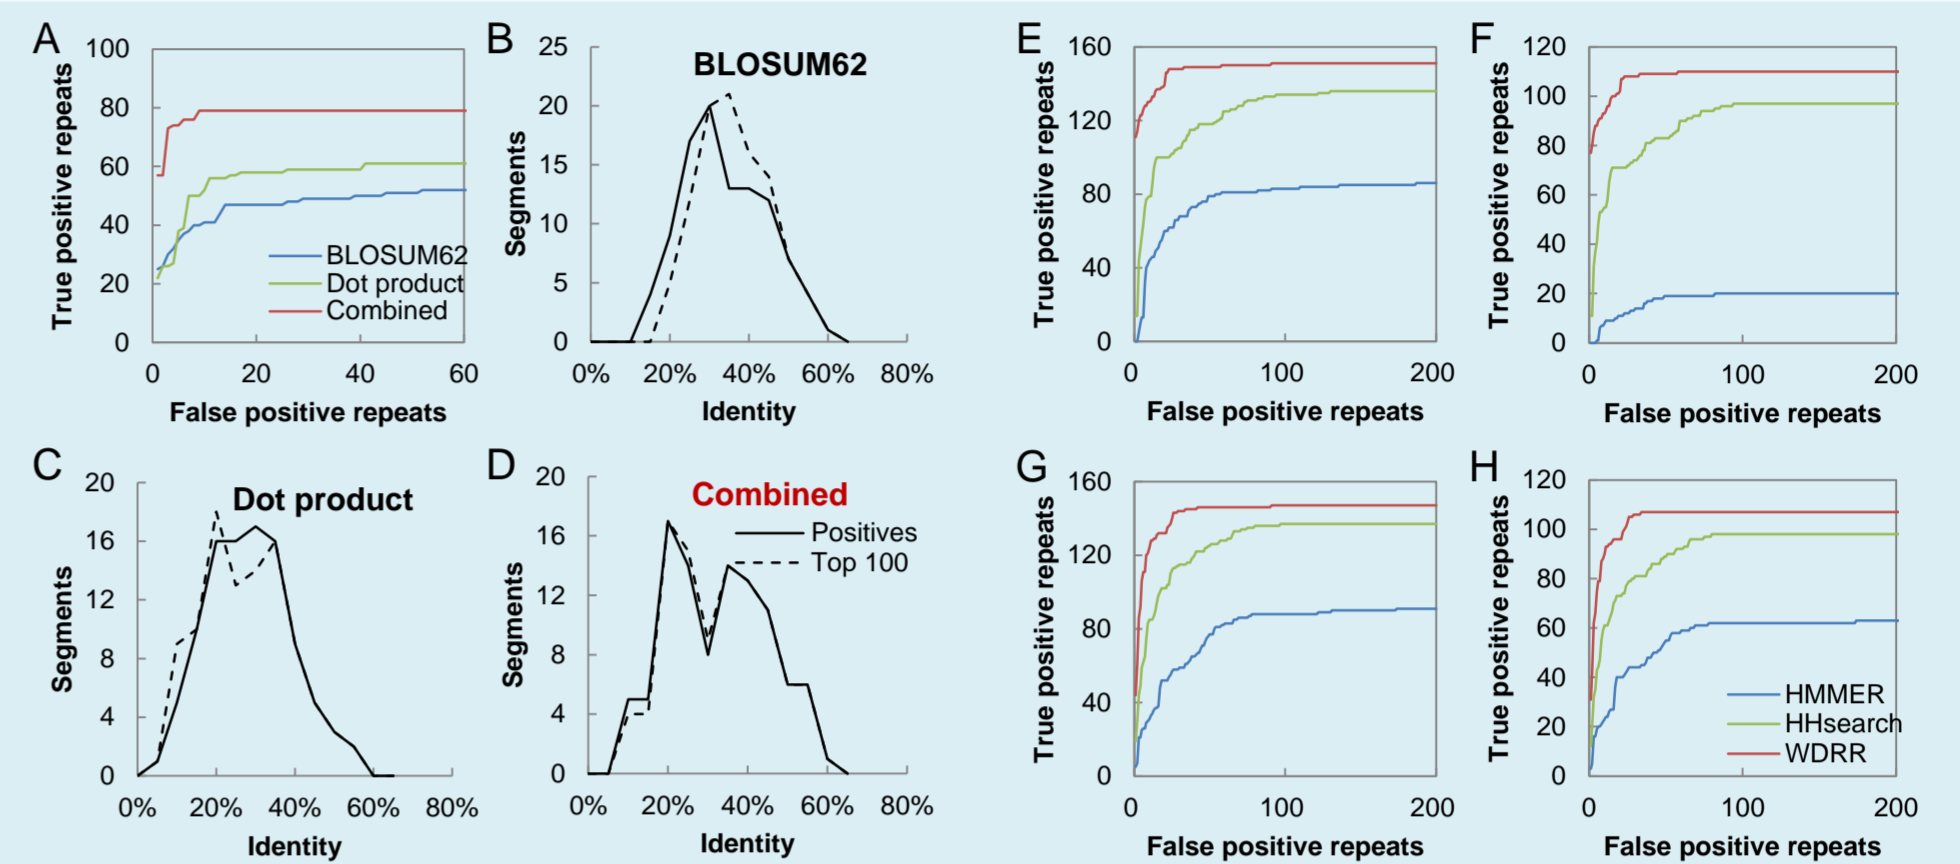 A
True positive repeats
100
80
60
40
20
0
BLOSUM62
Dot product
Combined
0 20 40 60
False positive repeats
B
BLOSUM62
Segments
25
20
15
10
5
0
0% 20% 40% 60% 80%
Identity
E
True positive repeats
160
120
80
40
0
0 100 200
False positive repeats
F
True positive repeats
120
100
80
60
40
20
0
0 100 200
False positive repeats
C
Dot product
Segments
20
16
12
8
4
0
0% 20% 40% 60% 80%
Identity
D
Combined
Positives
Top 100
Segments
20
16
12
8
4
0
0% 20% 40% 60% 80%
Identity
G
True positive repeats
160
120
80
40
0
0 100 200
False positive repeats
H
True positive repeats
120
100
80
60
40
20
0
HMMER
HHsearch
WDRR
0 100 200
False positive repeats